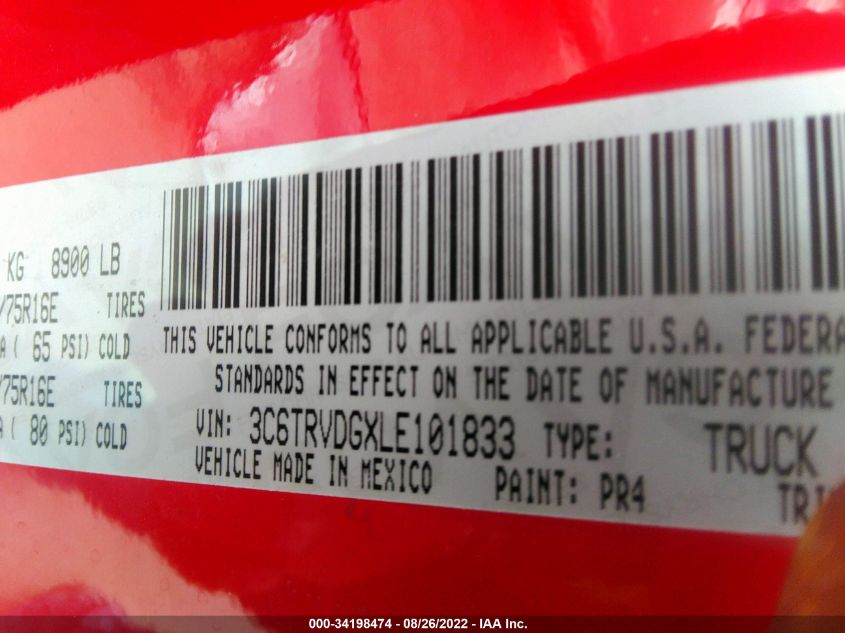 KG 8900 LB
/75R16E TIRES
A ( 65 PSI) COLD
/75R16E TIRES
A ( 80 PSI) COLD
THIS VEHICLE CONFORMS TO ALL APPLICABLE U.S.A. FEDERA
STANDARDS IN EFFECT ON THE DATE OF MANUFACTURE
VIN: 3C6TRVDGXLE101833 TYPE: TRUCK
VEHICLE MADE IN MEXICO PAINT: PR4 TRI
000-34198474 - 08/26/2022 - IAA Inc.